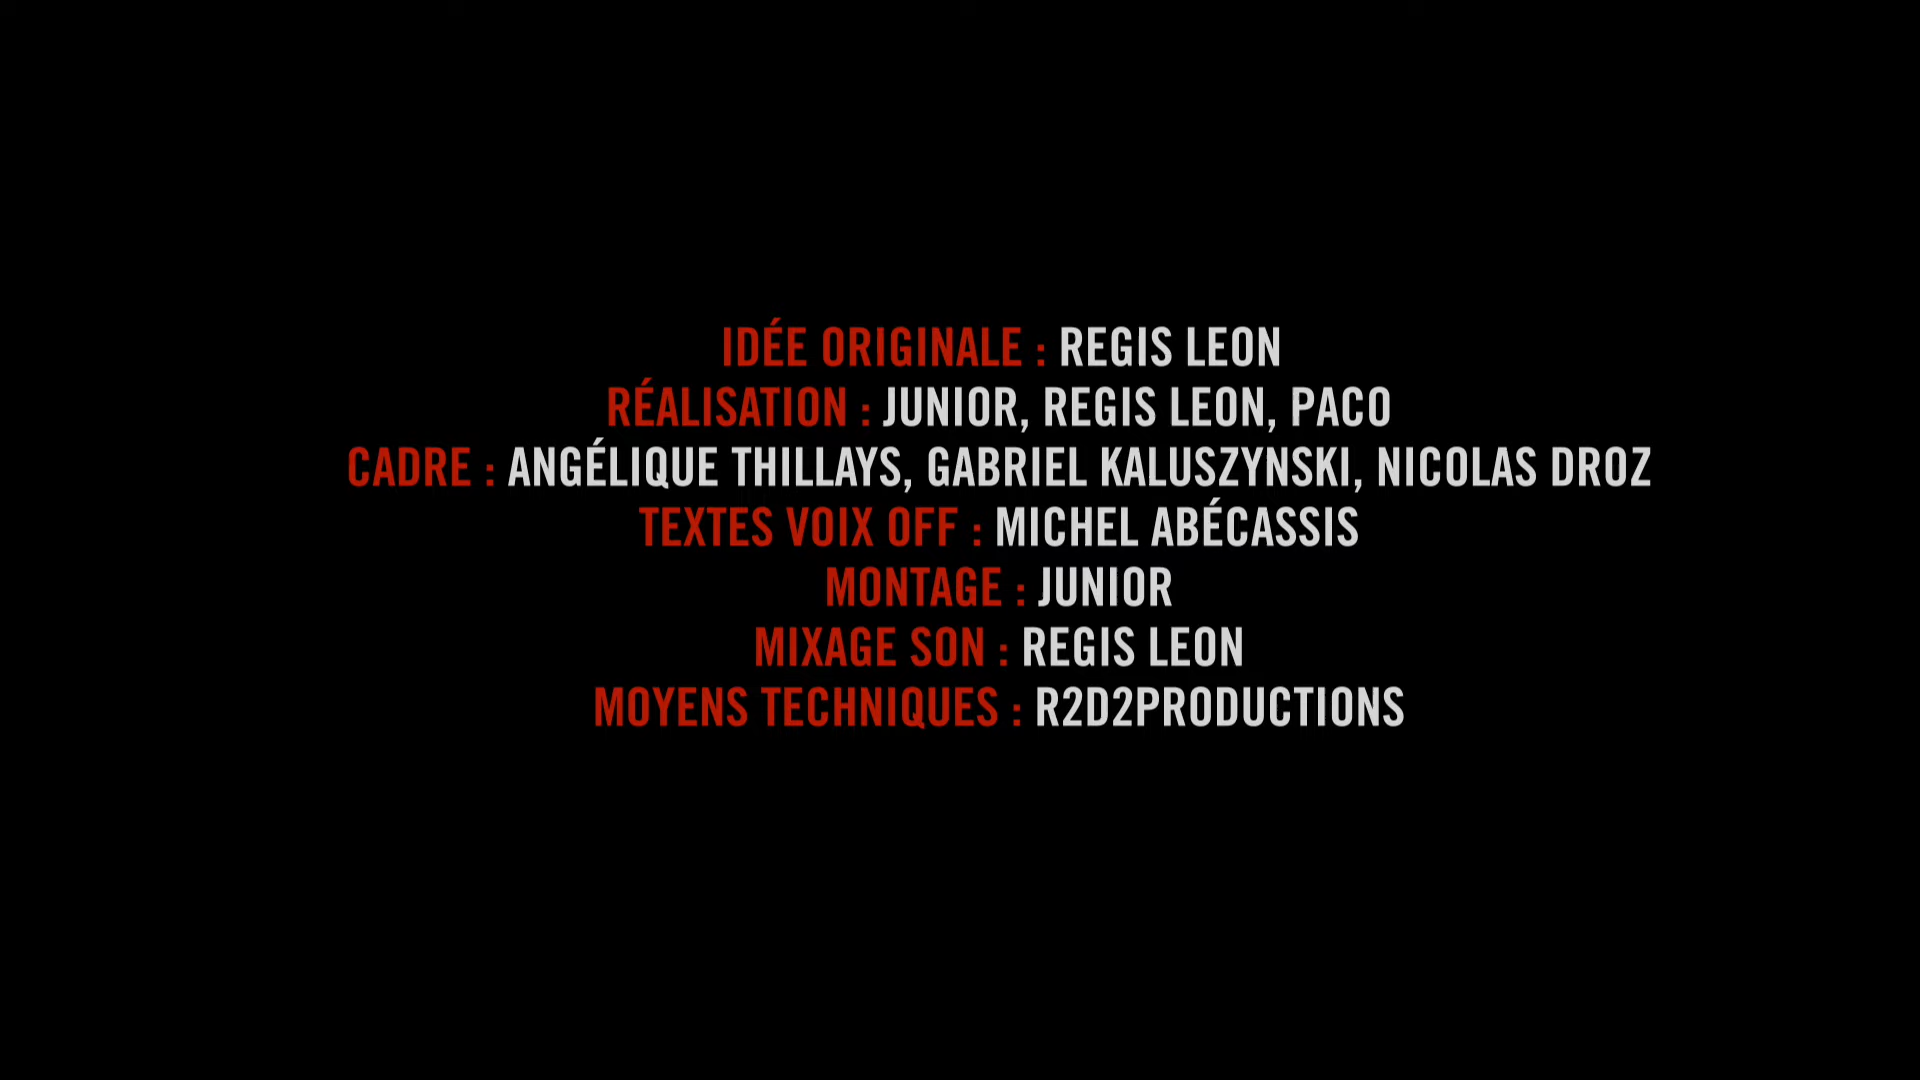 IDÉE ORIGINALE : REGIS LEON
RÉALISATION : JUNIOR, REGIS LEON, PACO
CADRE : ANGÉLIQUE THILLAYS, GABRIEL KALUSZYNSKI, NICOLAS DROZ
TEXTES VOIX OFF : MICHEL ABÉCASSIS
MONTAGE : JUNIOR
MIXAGE SON : REGIS LEON
MOYENS TECHNIQUES : R2D2PRODUCTIONS